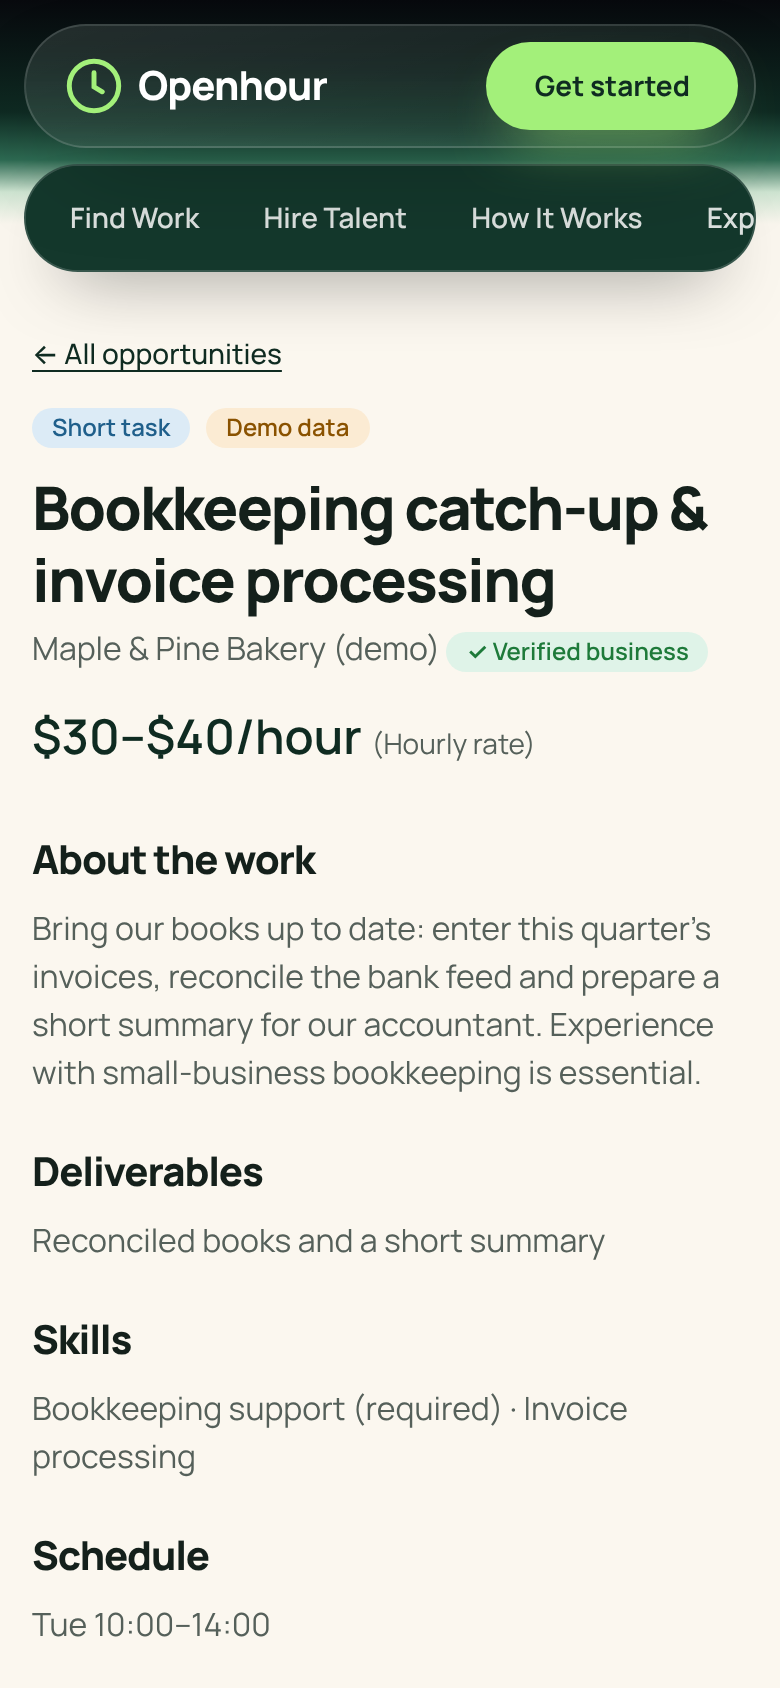 Openhour
Get started
Find Work
Hire Talent
How It Works
Exp
← All opportunities
Short task
Demo data
Bookkeeping catch-up &
invoice processing
Maple & Pine Bakery (demo) ✓ Verified business
$30–$40/hour (Hourly rate)
About the work
Bring our books up to date: enter this quarter’s
invoices, reconcile the bank feed and prepare a
short summary for our accountant. Experience
with small-business bookkeeping is essential.
Deliverables
Reconciled books and a short summary
Skills
Bookkeeping support (required) · Invoice
processing
Schedule
Tue 10:00–14:00